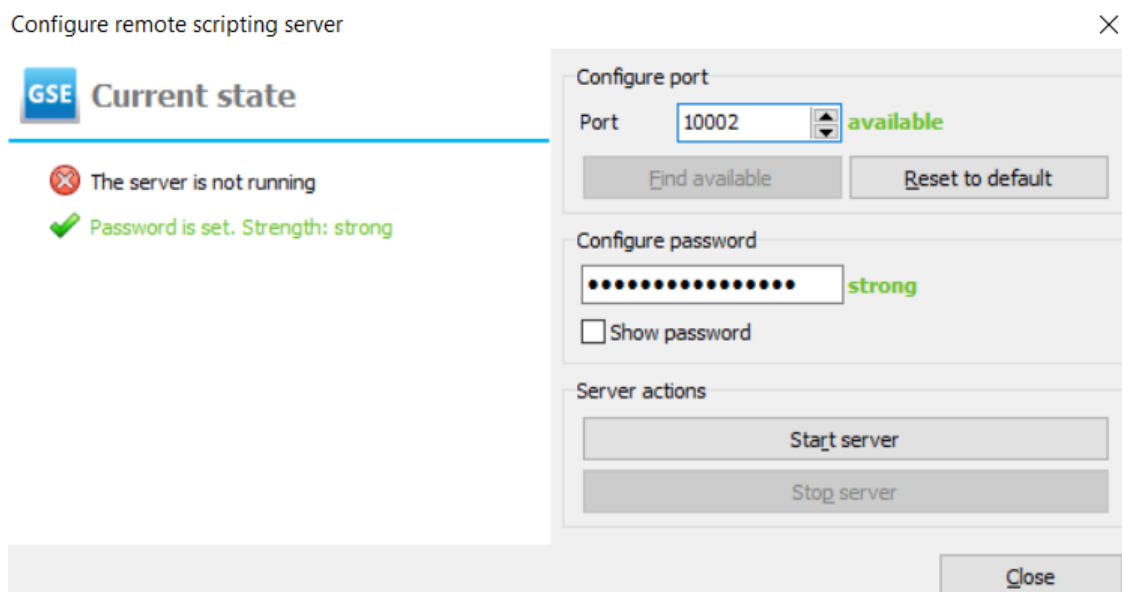 Configure remote scripting server
GSE Current state
The server is not running
Password is set. Strength: strong
Configure port
Port 10002 available
Find available Reset to default
Configure password
•••••••••••••••• strong
Show password
Server actions
Start server
Stop server
Close